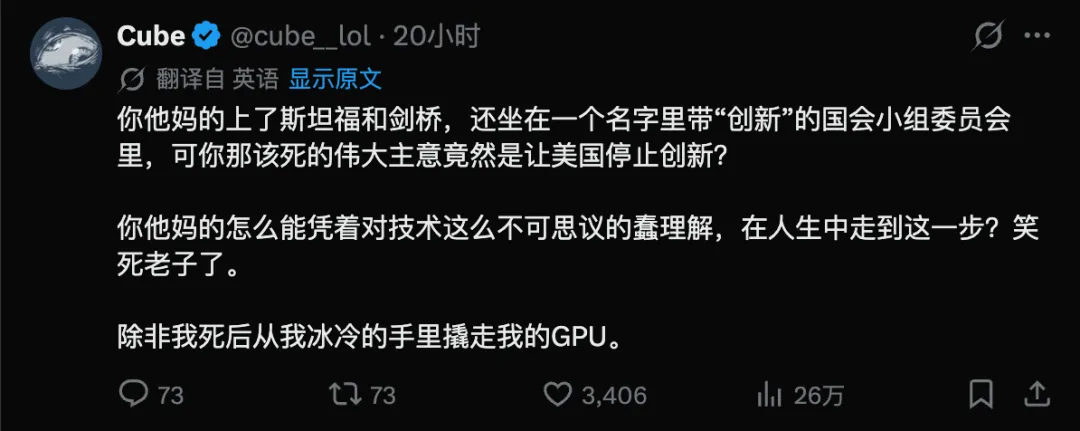 Cube @cube__lol · 20小时
翻译自 英语 显示原文
你他妈的上了斯坦福和剑桥，还坐在一个名字里带“创新”的国会小组委员会
里，可你那该死的伟大主意竟然是让美国停止创新？
你他妈的怎么能凭着对技术这么不可思议的蠢理解，在人生中走到这一步？笑
死老子了。
除非我死后从我冰冷的手里撬走我的GPU。
73 73 3,406 26万